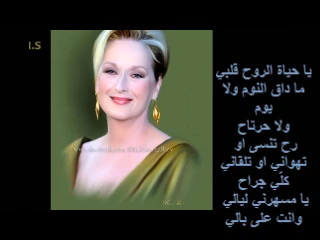 I.S
يا حياة الروح قلبي
ما داق النوم ولا
يوم
ولا حرتاح
رح تنسى او
تهواني او تلقاني
كلّي جراح
يا مسهرني ليالي
وانت على بالي